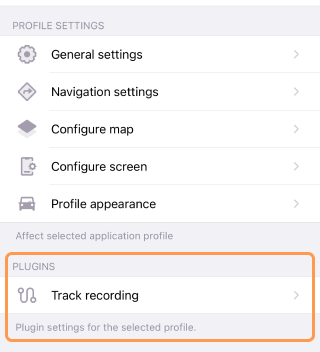 PROFILE SETTINGS
General settings
Navigation settings
Configure map
Configure screen
Profile appearance
Affect selected application profile
PLUGINS
Track recording
Plugin settings for the selected profile.